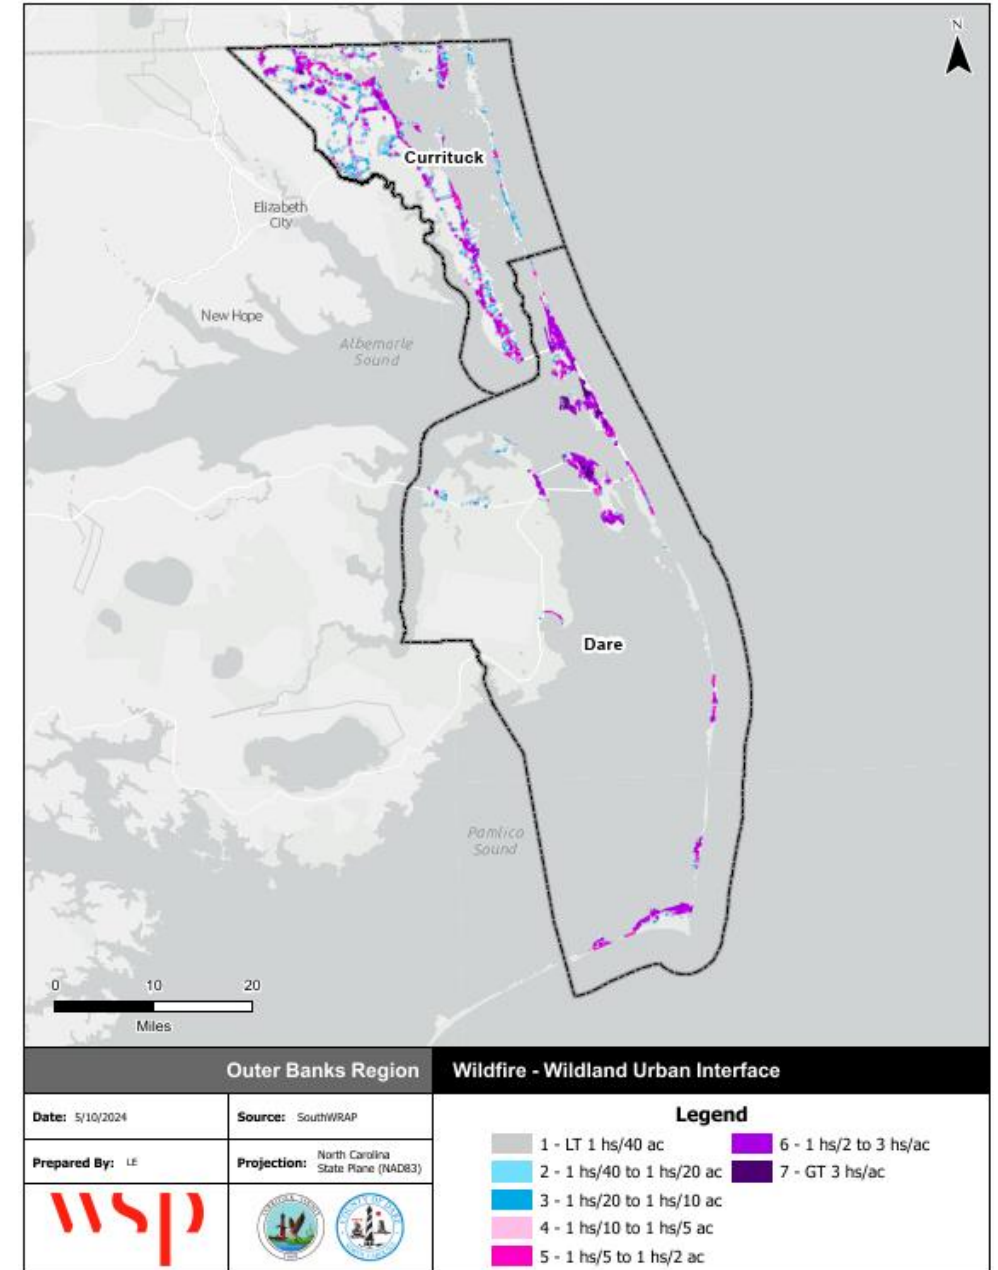 N
Currituck
Elizabeth
City
New Hope
Albemarle
Sound
Dare
Pamlico
Sound
0 10 20
Miles
Outer Banks Region
Wildfire - Wildland Urban Interface
Date: 5/10/2024
Source: SouthWRAP
Prepared By: LE
Projection: North Carolina
State Plane (NAD83)
wsp
Legend
1 - LT 1 hs/40 ac
2 - 1 hs/40 to 1 hs/20 ac
3 - 1 hs/20 to 1 hs/10 ac
4 - 1 hs/10 to 1 hs/5 ac
5 - 1 hs/5 to 1 hs/2 ac
6 - 1 hs/2 to 3 hs/ac
7 - GT 3 hs/ac